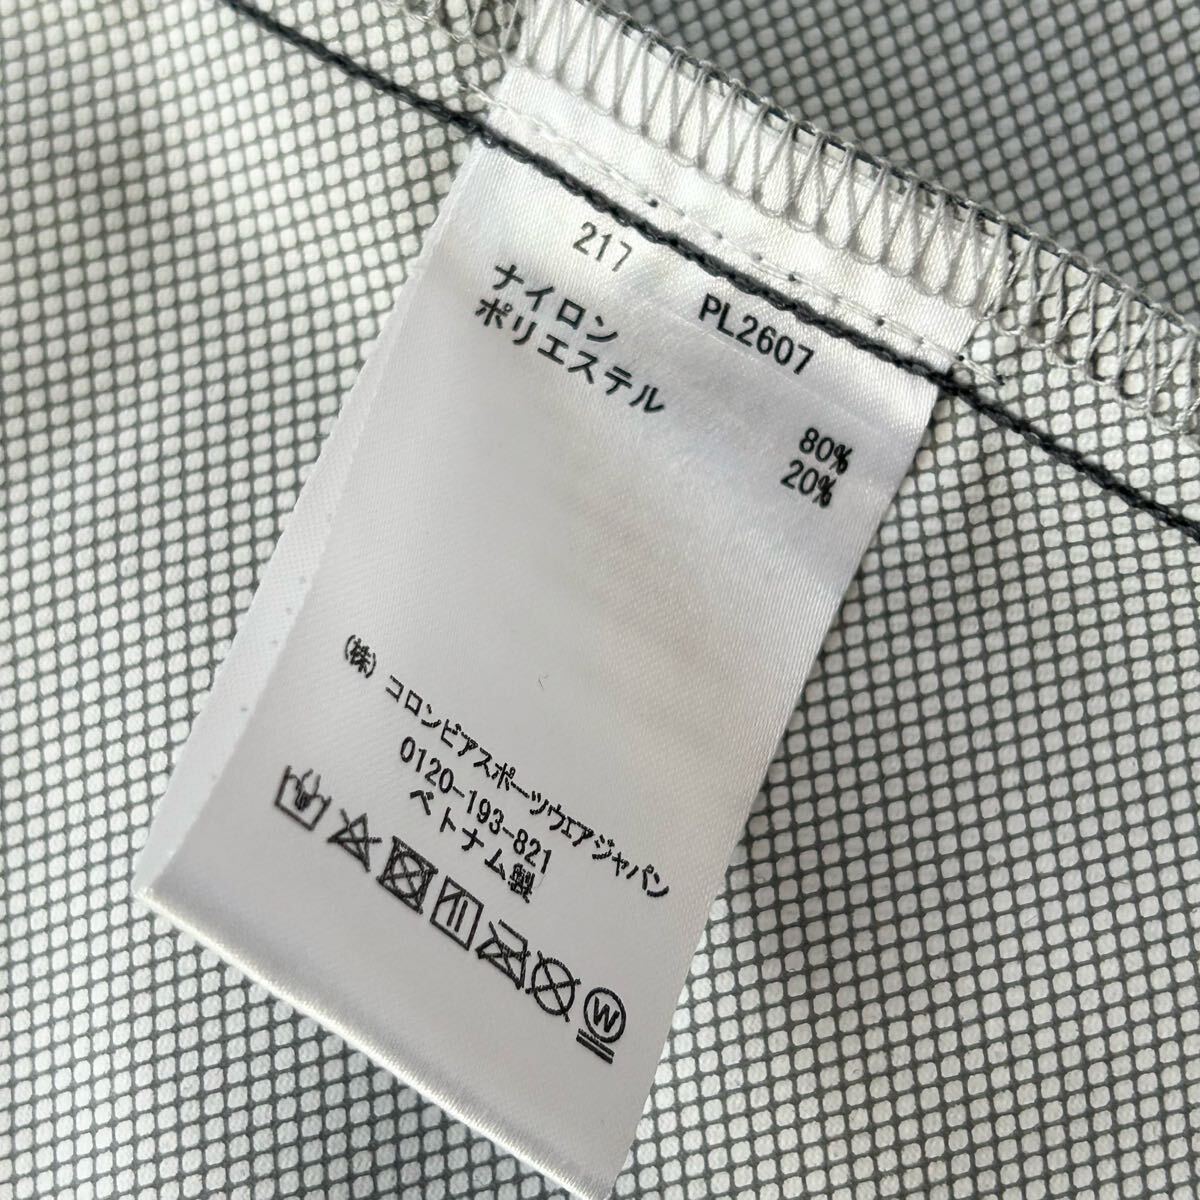 217
PL2607
ナイロン 80%
ポリエステル 20%
(株) コロンビアスポーツウェアジャパン
0120-193-821
ベトナム製
W